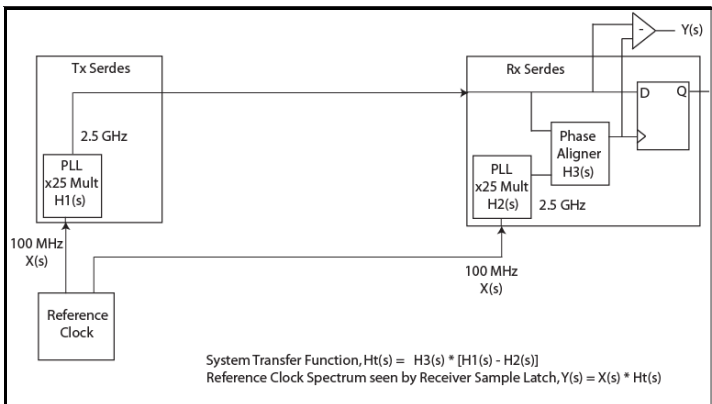 Y(s)
Tx Serdes
Rx Serdes
D
Q
2.5 GHz
PLL
x25 Mult
H1(s)
Phase
Aligner
H3(s)
PLL
x25 Mult
H2(s)
2.5 GHz
100 MHz
X(s)
100 MHz
X(s)
Reference
Clock
System Transfer Function, Ht(s) = H3(s) * [H1(s) - H2(s)]
Reference Clock Spectrum seen by Receiver Sample Latch, Y(s) = X(s) * Ht(s)